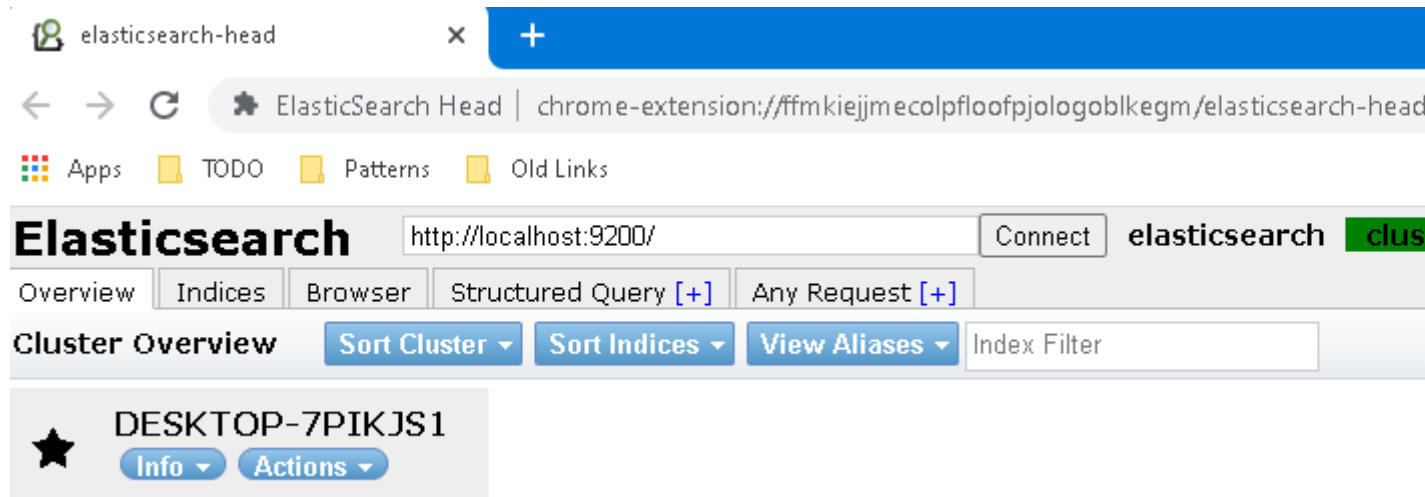 elasticsearch-head
ElasticSearch Head | chrome-extension://ffmkiejjmecolpfloofpjologoblkegm/elasticsearch-head
Apps TODO Patterns Old Links
Elasticsearch http://localhost:9200/ Connect elasticsearch clus
Overview Indices Browser Structured Query [+] Any Request [+]
Cluster Overview Sort Cluster Sort Indices View Aliases Index Filter
DESKTOP-7PIKJS1
Info Actions